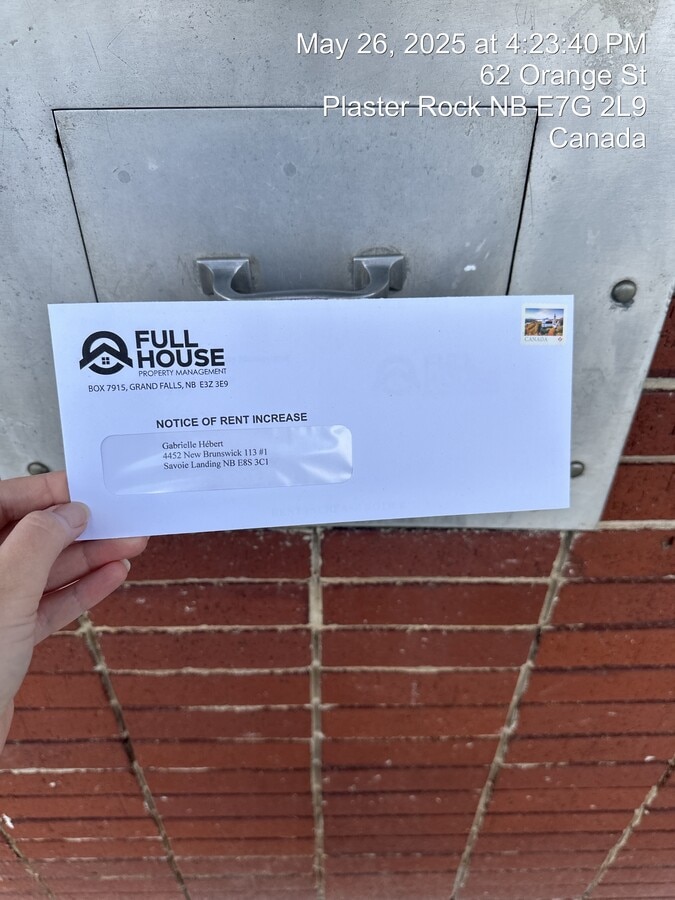 May 26, 2025 at 4:23:40 PM
62 Orange St
Plaster Rock NB E7G 2L9
Canada
FULL
HOUSE
PROPERTY MANAGEMENT
BOX 7915, GRAND FALLS, NB E3Z 3E9
CANADA
NOTICE OF RENT INCREASE
Gabrielle Hébert
4452 New Brunswick 113 #1
Savoie Landing NB E8S 3C1